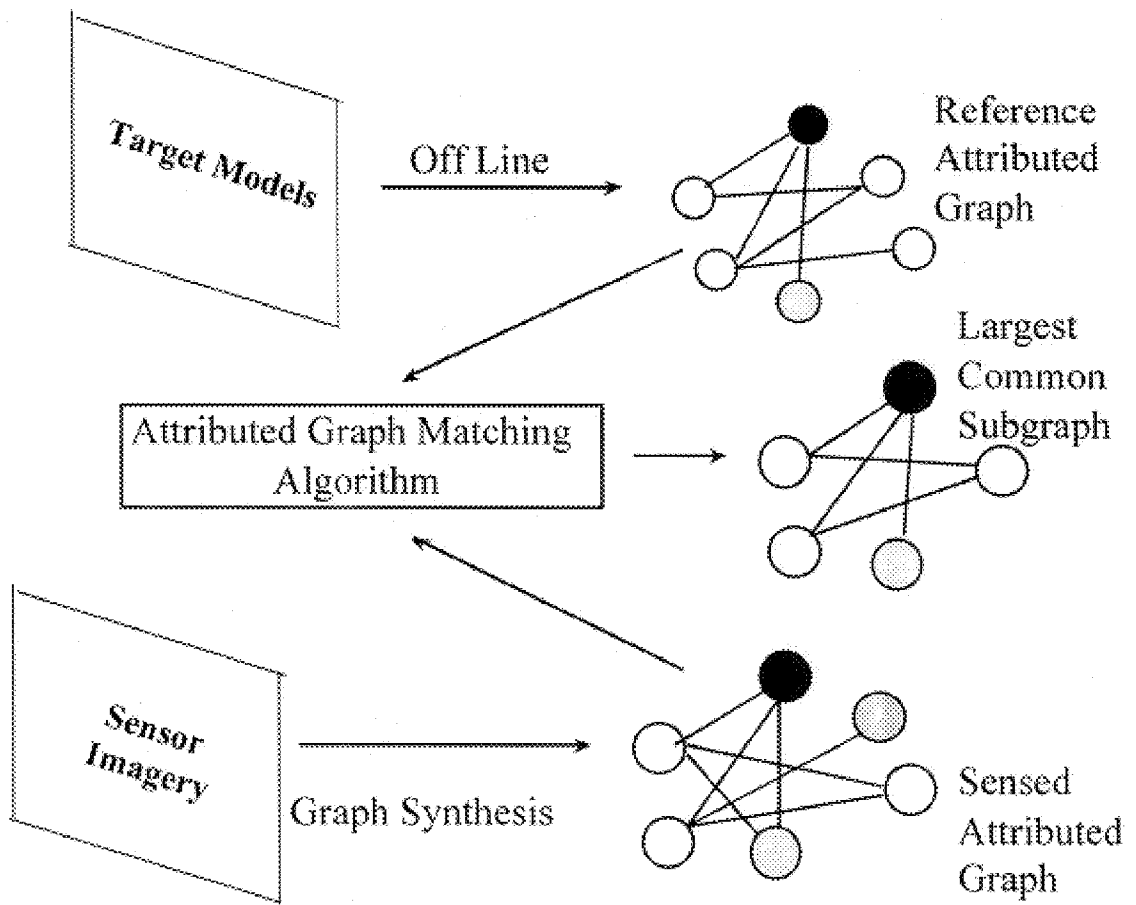 Target Models
Off Line
Reference
Attributed
Graph
Largest
Common
Subgraph
Attributed Graph Matching
Algorithm
Sensor
Imagery
Graph Synthesis
Sensed
Attributed
Graph